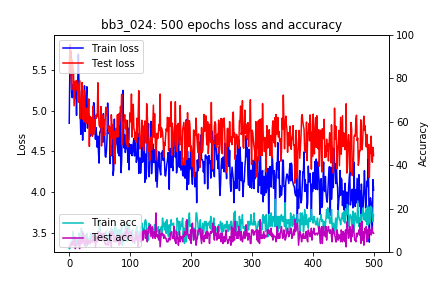 bb3_024: 500 epochs loss and accuracy
Train loss
Test loss
Train acc
Test acc
Loss
5.5
5.0
4.5
4.0
3.5
Accuracy
100
80
60
40
20
0
0
100
200
300
400
500